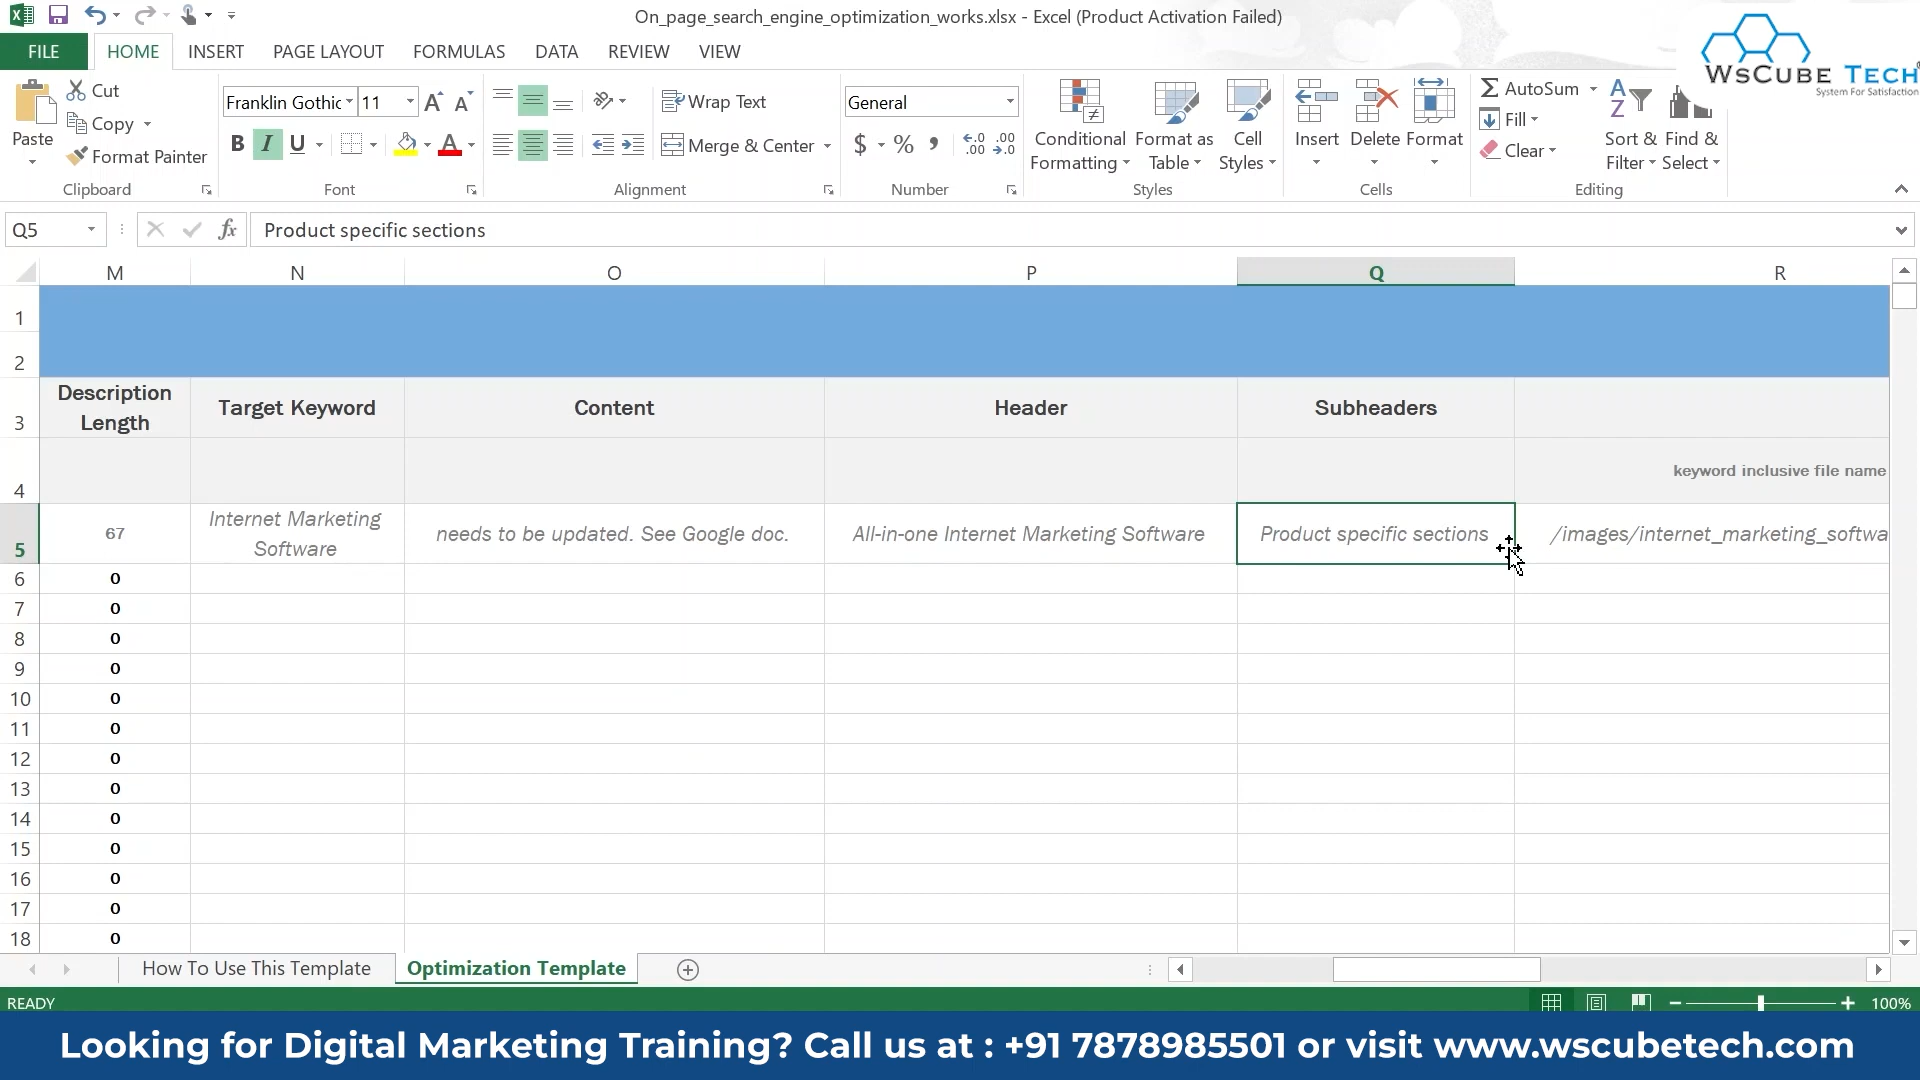 On_page_search_engine_optimization_works.xlsx - Excel (Product Activation Failed)
FILE HOME INSERT PAGE LAYOUT FORMULAS DATA REVIEW VIEW
WsCube Tech
System For Satisfaction
Paste
Cut
Copy
Format Painter
Clipboard
Franklin Gothic 11
B I U
Font
Wrap Text
Merge & Center
Alignment
General
$ % ,
Number
Conditional Formatting
Format as Table
Cell Styles
Styles
Insert Delete Format
Cells
AutoSum
Fill
Clear
Sort & Filter
Find & Select
Editing
Q5 fx Product specific sections
M N O P Q R
1
2
3 Description Length Target Keyword Content Header Subheaders
4 keyword inclusive file name
5 67 Internet Marketing Software needs to be updated. See Google doc. All-in-one Internet Marketing Software Product specific sections /images/internet_marketing_softwa
6 0
7 0
8 0
9 0
10 0
11 0
12 0
13 0
14 0
15 0
16 0
17 0
18 0
How To Use This Template Optimization Template
READY 100%
Looking for Digital Marketing Training? Call us at : +91 7878985501 or visit www.wscubetech.com